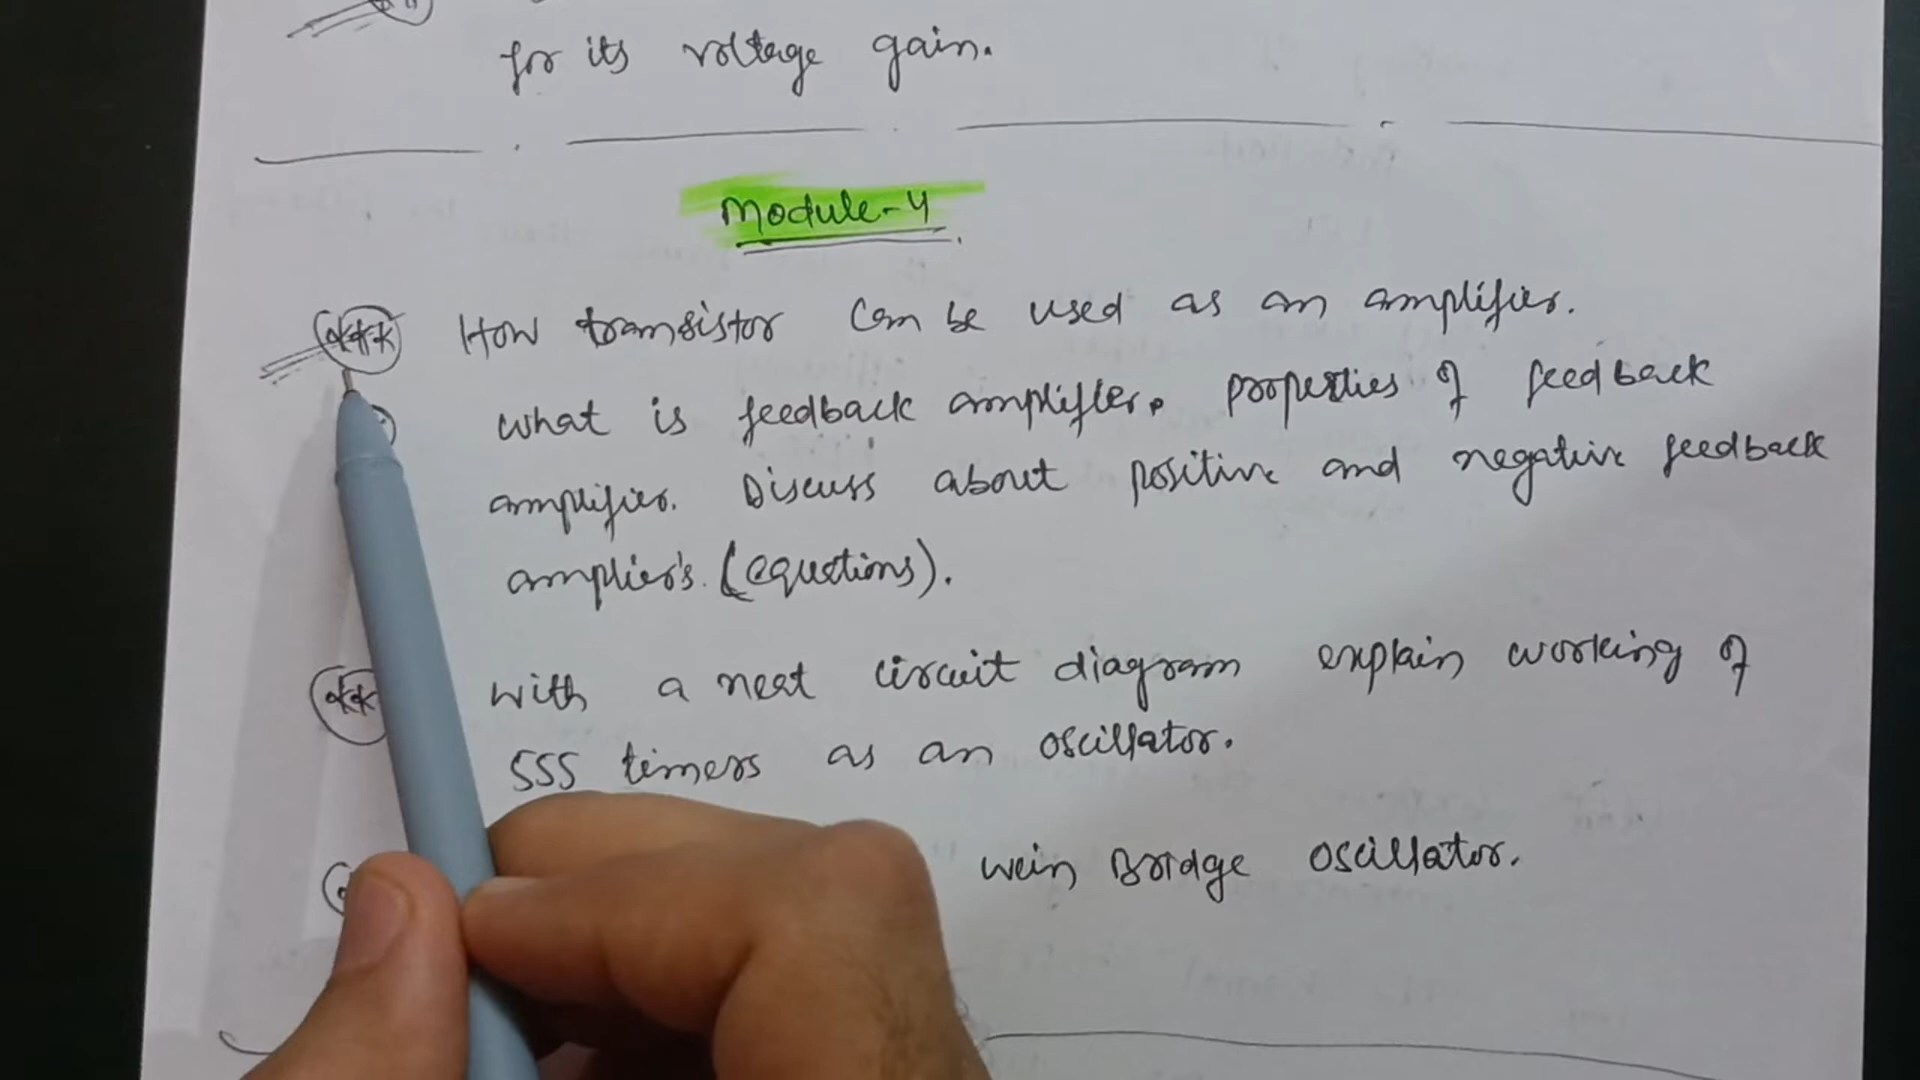 for its voltage gain.
Module-4
*** How transistor can be used as an amplifier.
what is feedback amplifier. properties of feedback
amplifier. Discuss about positive and negative feedback
amplier's. (equations).
** with a neat circuit diagram explain working of
555 timers as an oscillator.
wein Bridge oscillator.